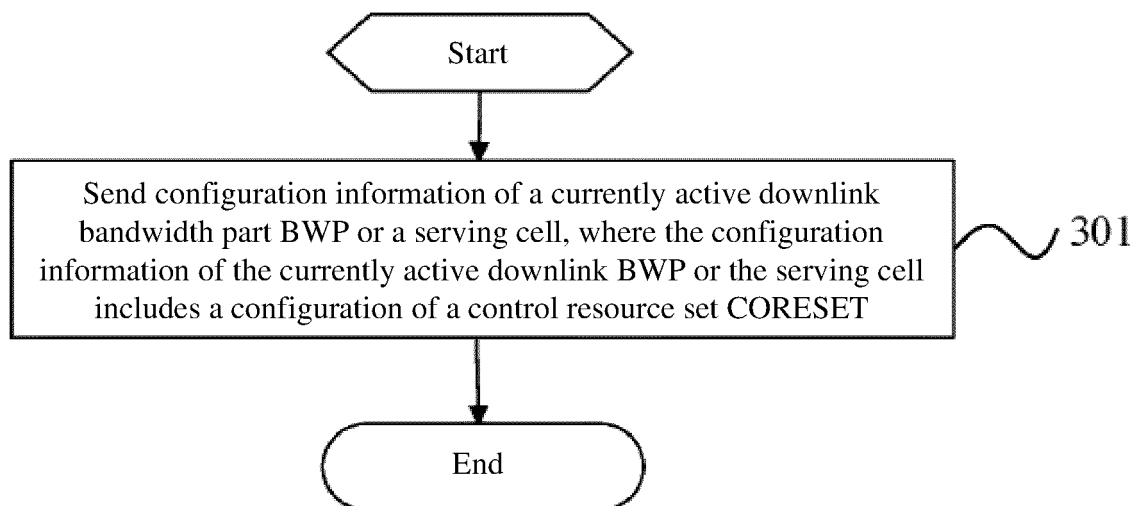 Start
Send configuration information of a currently active downlink
bandwidth part BWP or a serving cell, where the configuration
information of the currently active downlink BWP or the serving cell
includes a configuration of a control resource set CORESET
301
End